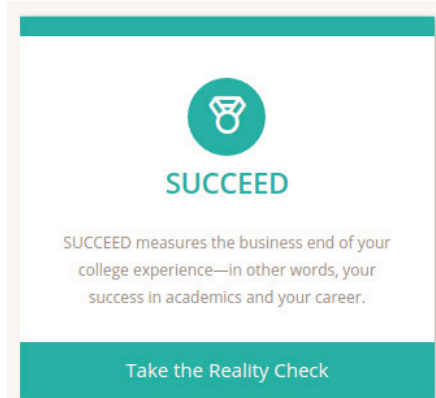 SUCCEED
SUCCEED measures the business end of your
college experience—in other words, your
success in academics and your career.
Take the Reality Check